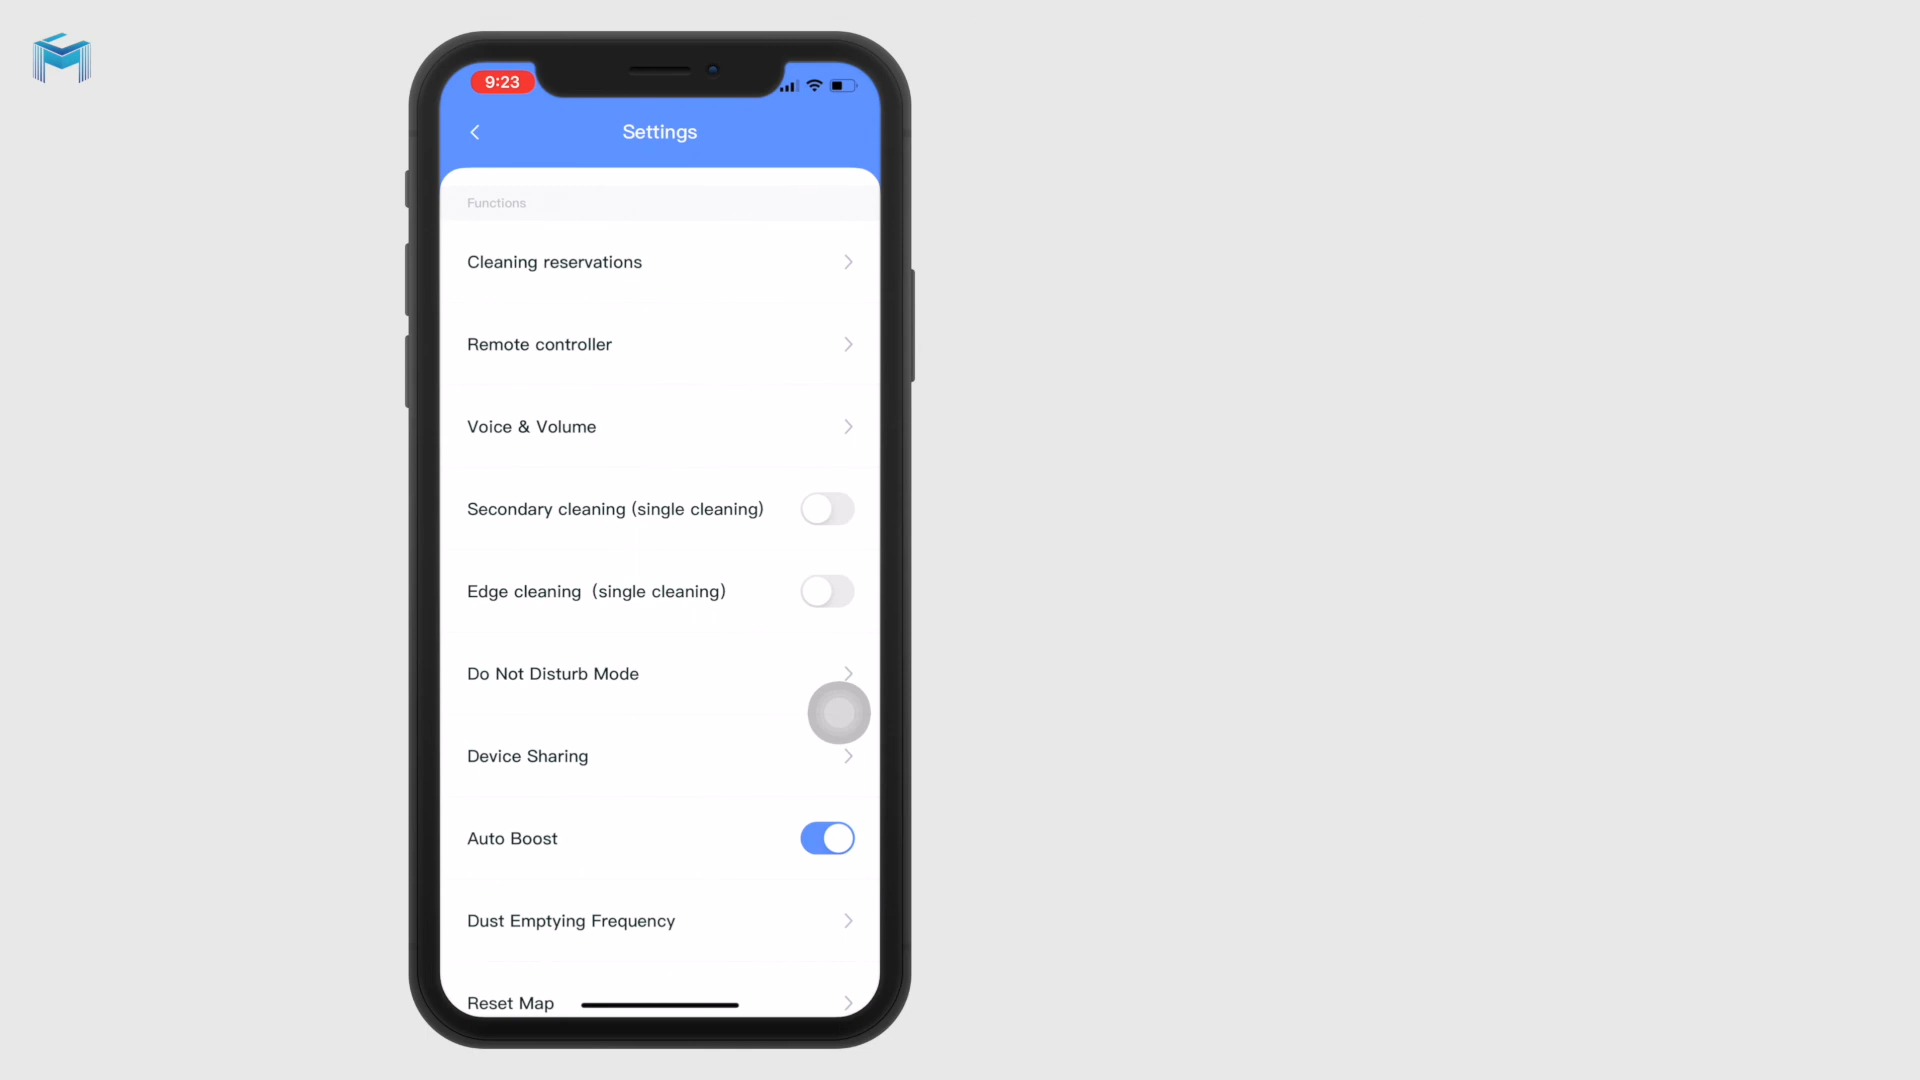 9:23
Settings
Functions
Cleaning reservations
Remote controller
Voice & Volume
Secondary cleaning (single cleaning)
Edge cleaning（single cleaning）
Do Not Disturb Mode
Device Sharing
Auto Boost
Dust Emptying Frequency
Reset Map